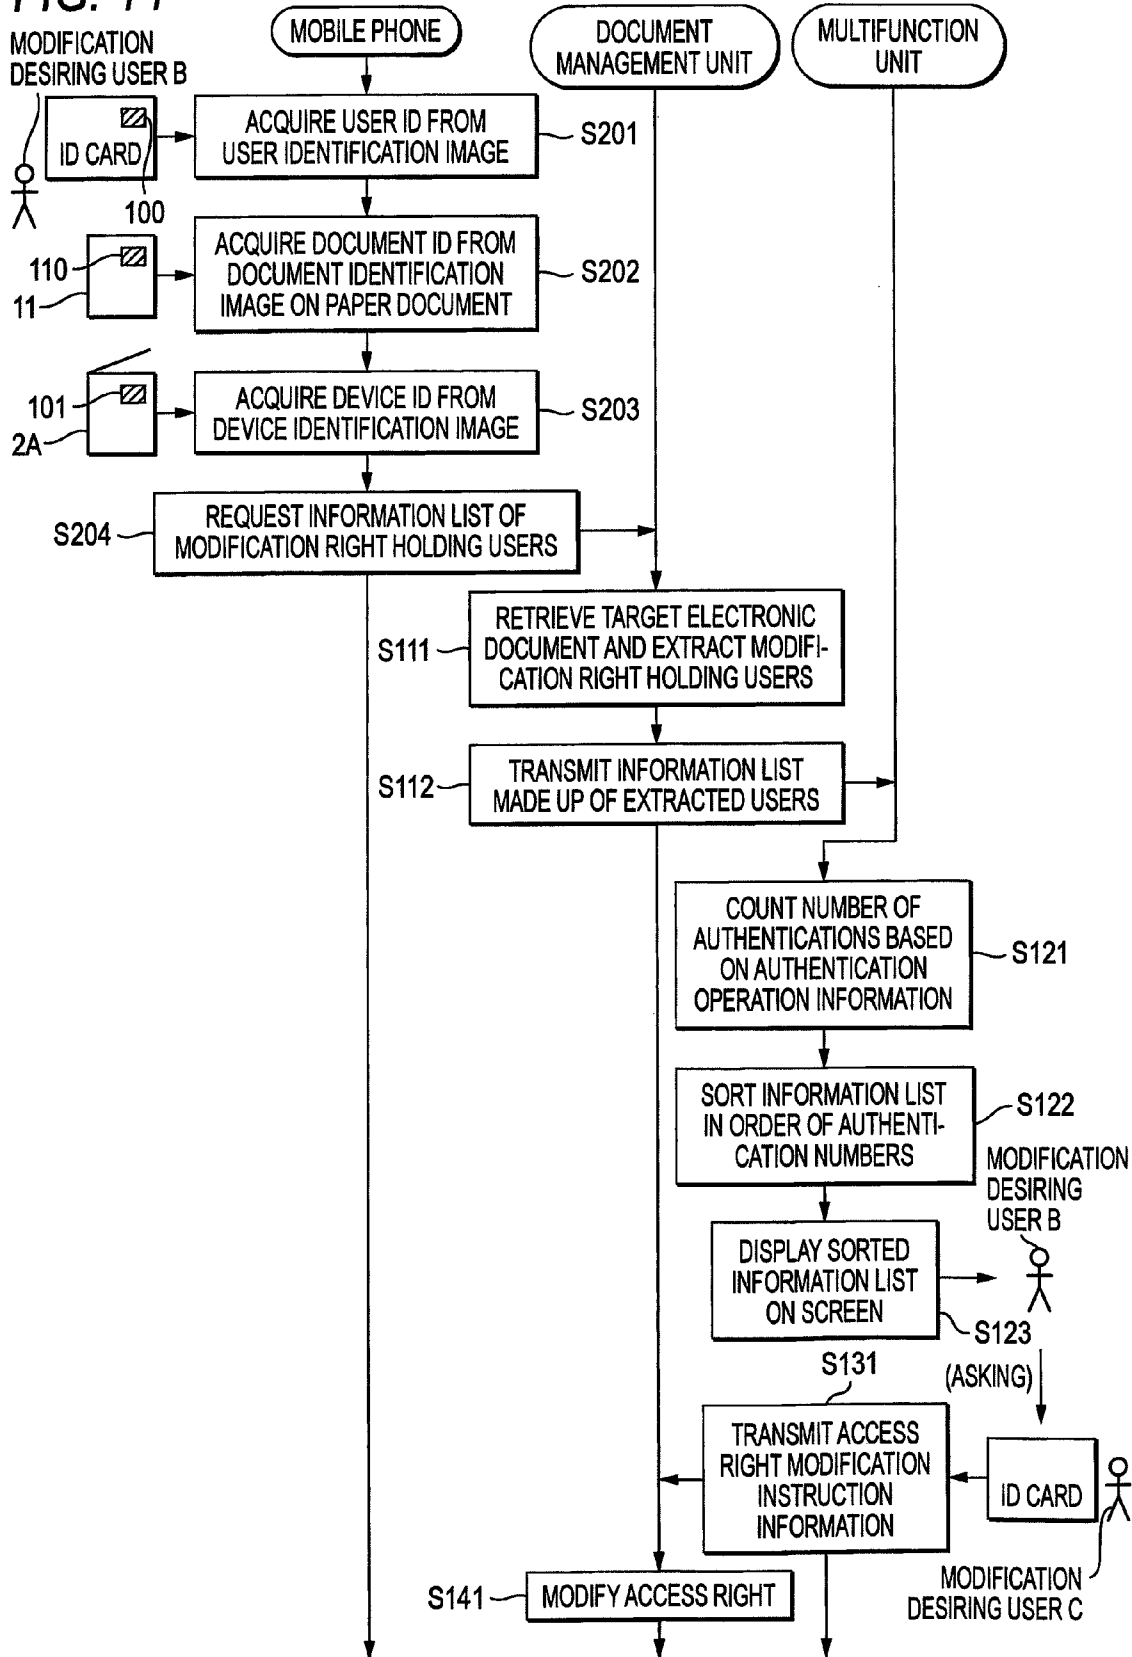 FIG. 11
MOBILE PHONE
DOCUMENT
MANAGEMENT UNIT
MULTIFUNCTION
UNIT
MODIFICATION
DESIRING USER B
ID CARD
100
ACQUIRE USER ID FROM
USER IDENTIFICATION IMAGE
S201
110
11
ACQUIRE DOCUMENT ID FROM
DOCUMENT IDENTIFICATION
IMAGE ON PAPER DOCUMENT
S202
101
2A
ACQUIRE DEVICE ID FROM
DEVICE IDENTIFICATION IMAGE
S203
S204
REQUEST INFORMATION LIST OF
MODIFICATION RIGHT HOLDING USERS
S111
RETRIEVE TARGET ELECTRONIC
DOCUMENT AND EXTRACT MODIFI-
CATION RIGHT HOLDING USERS
S112
TRANSMIT INFORMATION LIST
MADE UP OF EXTRACTED USERS
COUNT NUMBER OF
AUTHENTICATIONS BASED
ON AUTHENTICATION
OPERATION INFORMATION
S121
SORT INFORMATION LIST
IN ORDER OF AUTHENTI-
CATION NUMBERS
S122
MODIFICATION
DESIRING
USER B
DISPLAY SORTED
INFORMATION LIST
ON SCREEN
S123
(ASKING)
S131
TRANSMIT ACCESS
RIGHT MODIFICATION
INSTRUCTION
INFORMATION
ID CARD
MODIFICATION
DESIRING USER C
S141
MODIFY ACCESS RIGHT